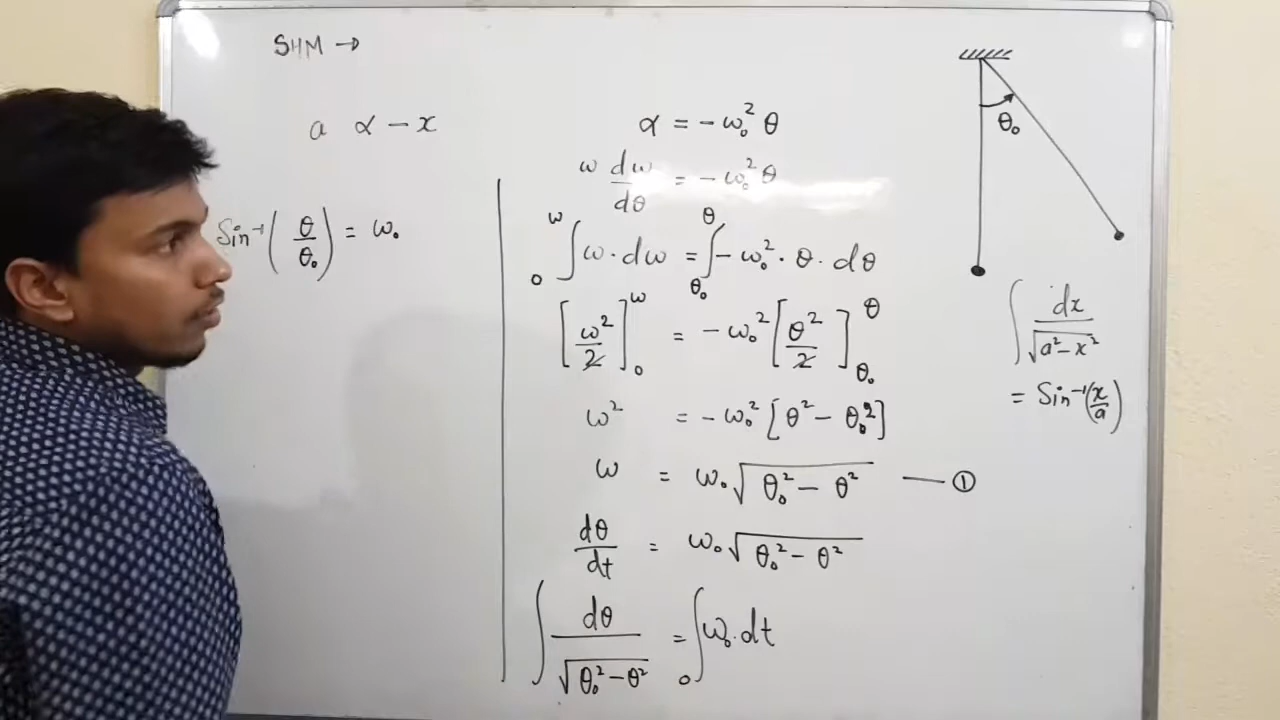 SHM →
a α − x
Sin⁻¹(θ/θ₀) = ω₀
α = −ω₀² θ
ω dω/dθ = −ω₀² θ
₀∫^ω ω · dω = ∫_θ₀^θ −ω₀² · θ · dθ
[ω²/2]₀^ω = −ω₀² [θ²/2]_θ₀^θ
ω² = −ω₀² [θ² − θ₀²]
ω = ω₀ √(θ₀² − θ²) — ①
dθ/dt = ω₀ √(θ₀² − θ²)
∫ dθ/√(θ₀² − θ²) = ₀∫ ω₀ · dt
θ₀
∫ dx/√(a² − x²)
= Sin⁻¹(x/a)